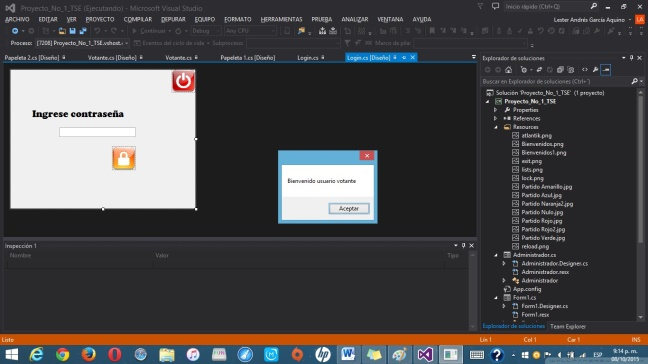 Proyecto_No_1_TSE (Ejecutando) - Microsoft Visual Studio
Inicio rápido (Ctrl+Q)
ARCHIVO EDITAR VER PROYECTO COMPILAR DEPURAR EQUIPO FORMATO HERRAMIENTAS PRUEBA ANALIZAR VENTANA AYUDA
Lester Andrés García Aquino LA
Continue Debug Any CPU
Proceso: [7208] Proyecto_No_1_TSE.vshost. Eventos del ciclo de vida Subproceso: Marco de pila:
Papeleta 2.cs [Diseño] Votante.cs [Diseño] Votante.cs Papeleta 1.cs [Diseño] Login.cs Login.cs [Diseño]
Ingrese contraseña
Bienvenido usuario votante
Aceptar
Explorador de soluciones
Buscar en Explorador de soluciones (Ctrl+')
Solución 'Proyecto_No_1_TSE' (1 proyecto)
Proyecto_No_1_TSE
Properties
References
Resources
atlantik.png
Bienvenidos.png
Bienvenidos1.png
exit.png
lists.png
lock.png
Partido Amarillo.jpg
Partido Azul.jpg
Partido Naranja2.jpg
Partido Nulo.jpg
Partido Rojo.jpg
Partido Rojo2.jpg
Partido Verde.jpg
reload.png
Administrador.cs
Administrador.Designer.cs
Administrador.resx
Administrador
App.config
Form1.cs
Form1.Designer.cs
Form1.resx
Explorador de soluciones Team Explorer
Inspección 1
Nombre Valor Tipo
Listo Lín 1 Col 1 Car 1 INS
ESP
9:14 p. m.
08/10/2015